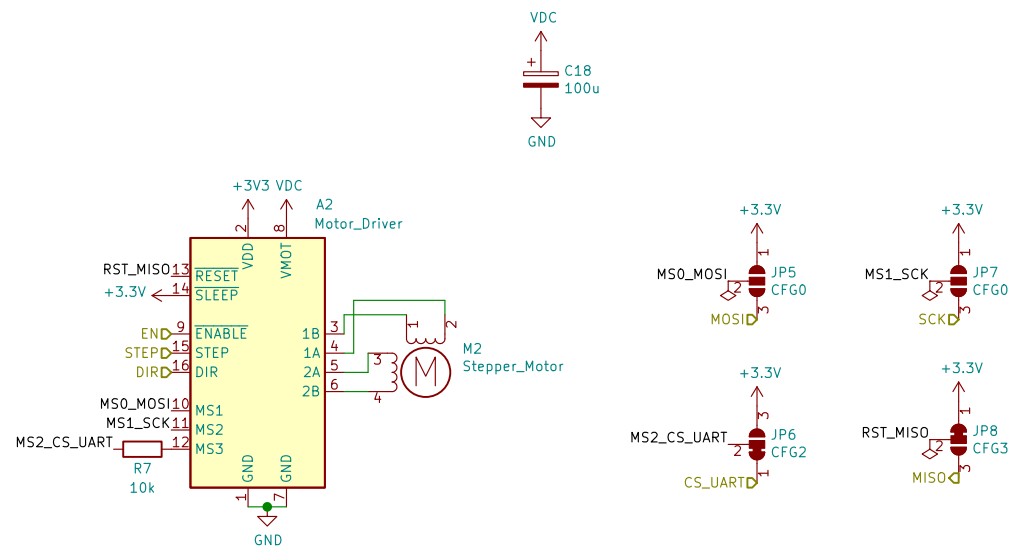 VDC
+
C18
100u
GND
+3V3 VDC
A2
Motor_Driver
2
8
VDD
VMOT
RST_MISO 13 RESET
+3.3V 14 SLEEP
EN 9 ENABLE
STEP 15 STEP
DIR 16 DIR
MS0_MOSI 10 MS1
MS1_SCK 11 MS2
MS2_CS_UART 12 MS3
R7
10k
1B 3
1A 4
2A 5
2B 6
1
2
3
4
M
M2
Stepper_Motor
GND
GND
1
7
GND
+3.3V
1
MS0_MOSI
2
JP5
CFG0
3
MOSI
+3.3V
1
MS1_SCK
2
JP7
CFG0
3
SCK
+3.3V
3
MS2_CS_UART
2
JP6
CFG2
1
CS_UART
+3.3V
1
RST_MISO
2
JP8
CFG3
3
MISO